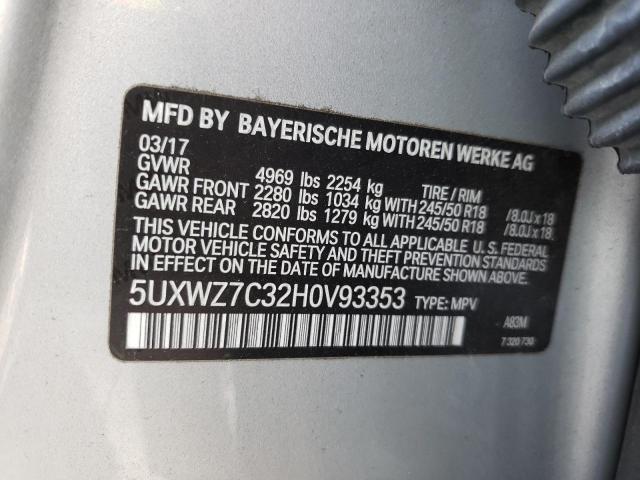 MFD BY BAYERISCHE MOTOREN WERKE AG
03/17
GVWR 4969 lbs 2254 kg TIRE / RIM
GAWR FRONT 2280 lbs 1034 kg WITH 245/50 R18 /8.0J x 18
GAWR REAR 2820 lbs 1279 kg WITH 245/50 R18 /8.0J x 18
THIS VEHICLE CONFORMS TO ALL APPLICABLE U. S. FEDERAL
MOTOR VEHICLE SAFETY AND THEFT PREVENTION STANDARDS
IN EFFECT ON THE DATE OF MANUFACTURE SHOWN ABOVE.
5UXWZ7C32H0V93353 TYPE: MPV
A83M
7 320 730